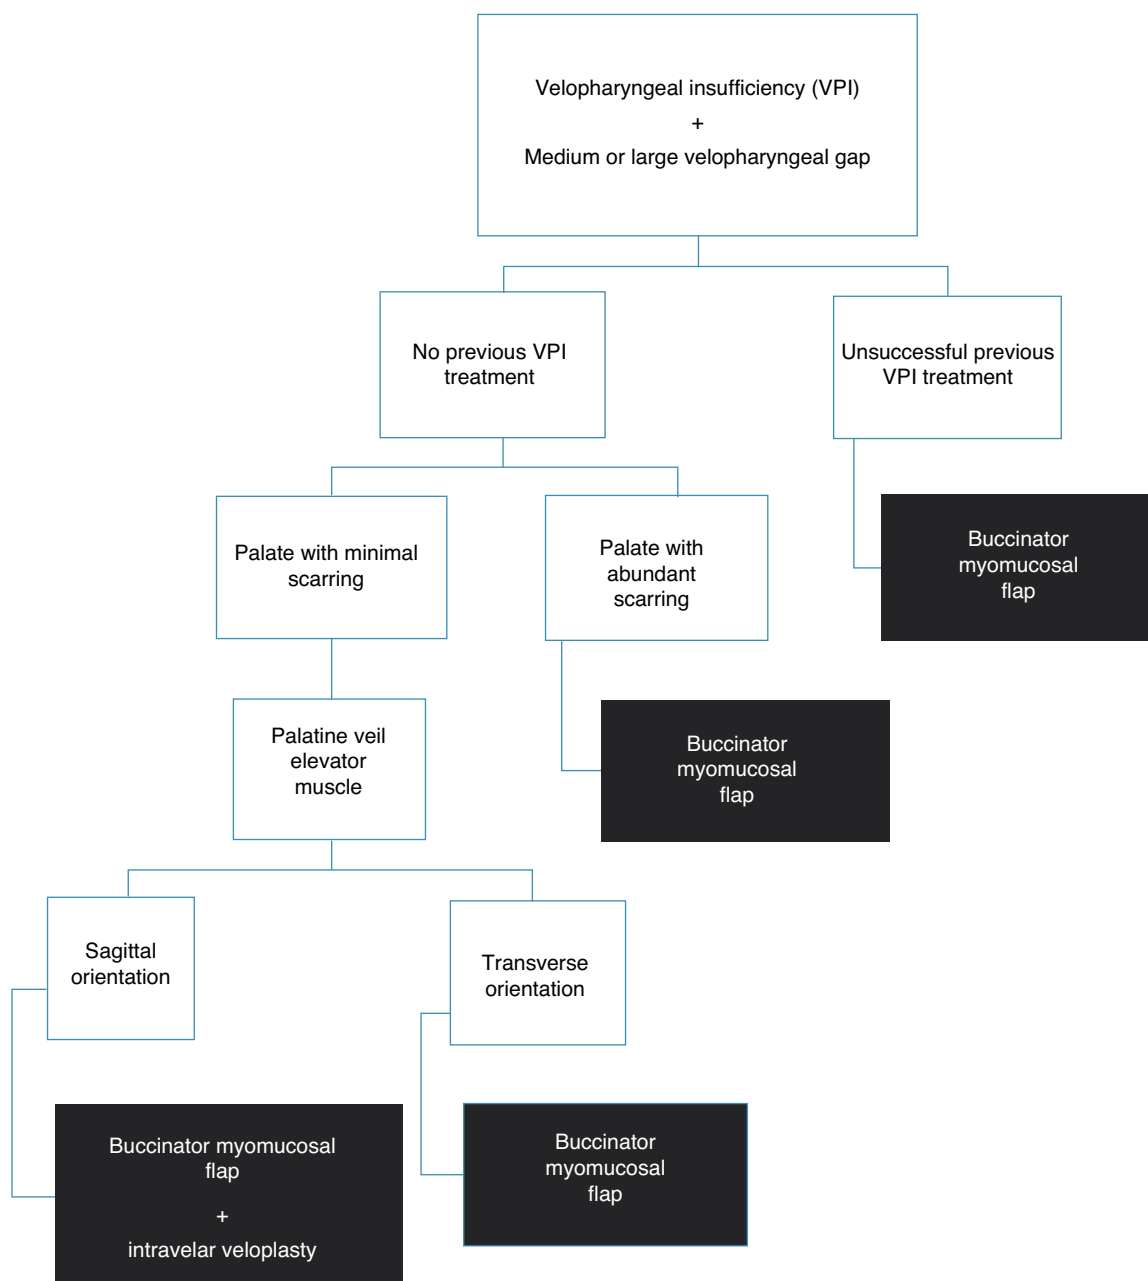 Velopharyngeal insufficiency (VPI)
+
Medium or large velopharyngeal gap
No previous VPI
treatment
Unsuccessful previous
VPI treatment
Palate with minimal
scarring
Palate with
abundant
scarring
Buccinator
myomucosal
flap
Palatine veil
elevator
muscle
Buccinator
myomucosal
flap
Sagittal
orientation
Transverse
orientation
Buccinator myomucosal
flap
+
intravelar veloplasty
Buccinator
myomucosal
flap